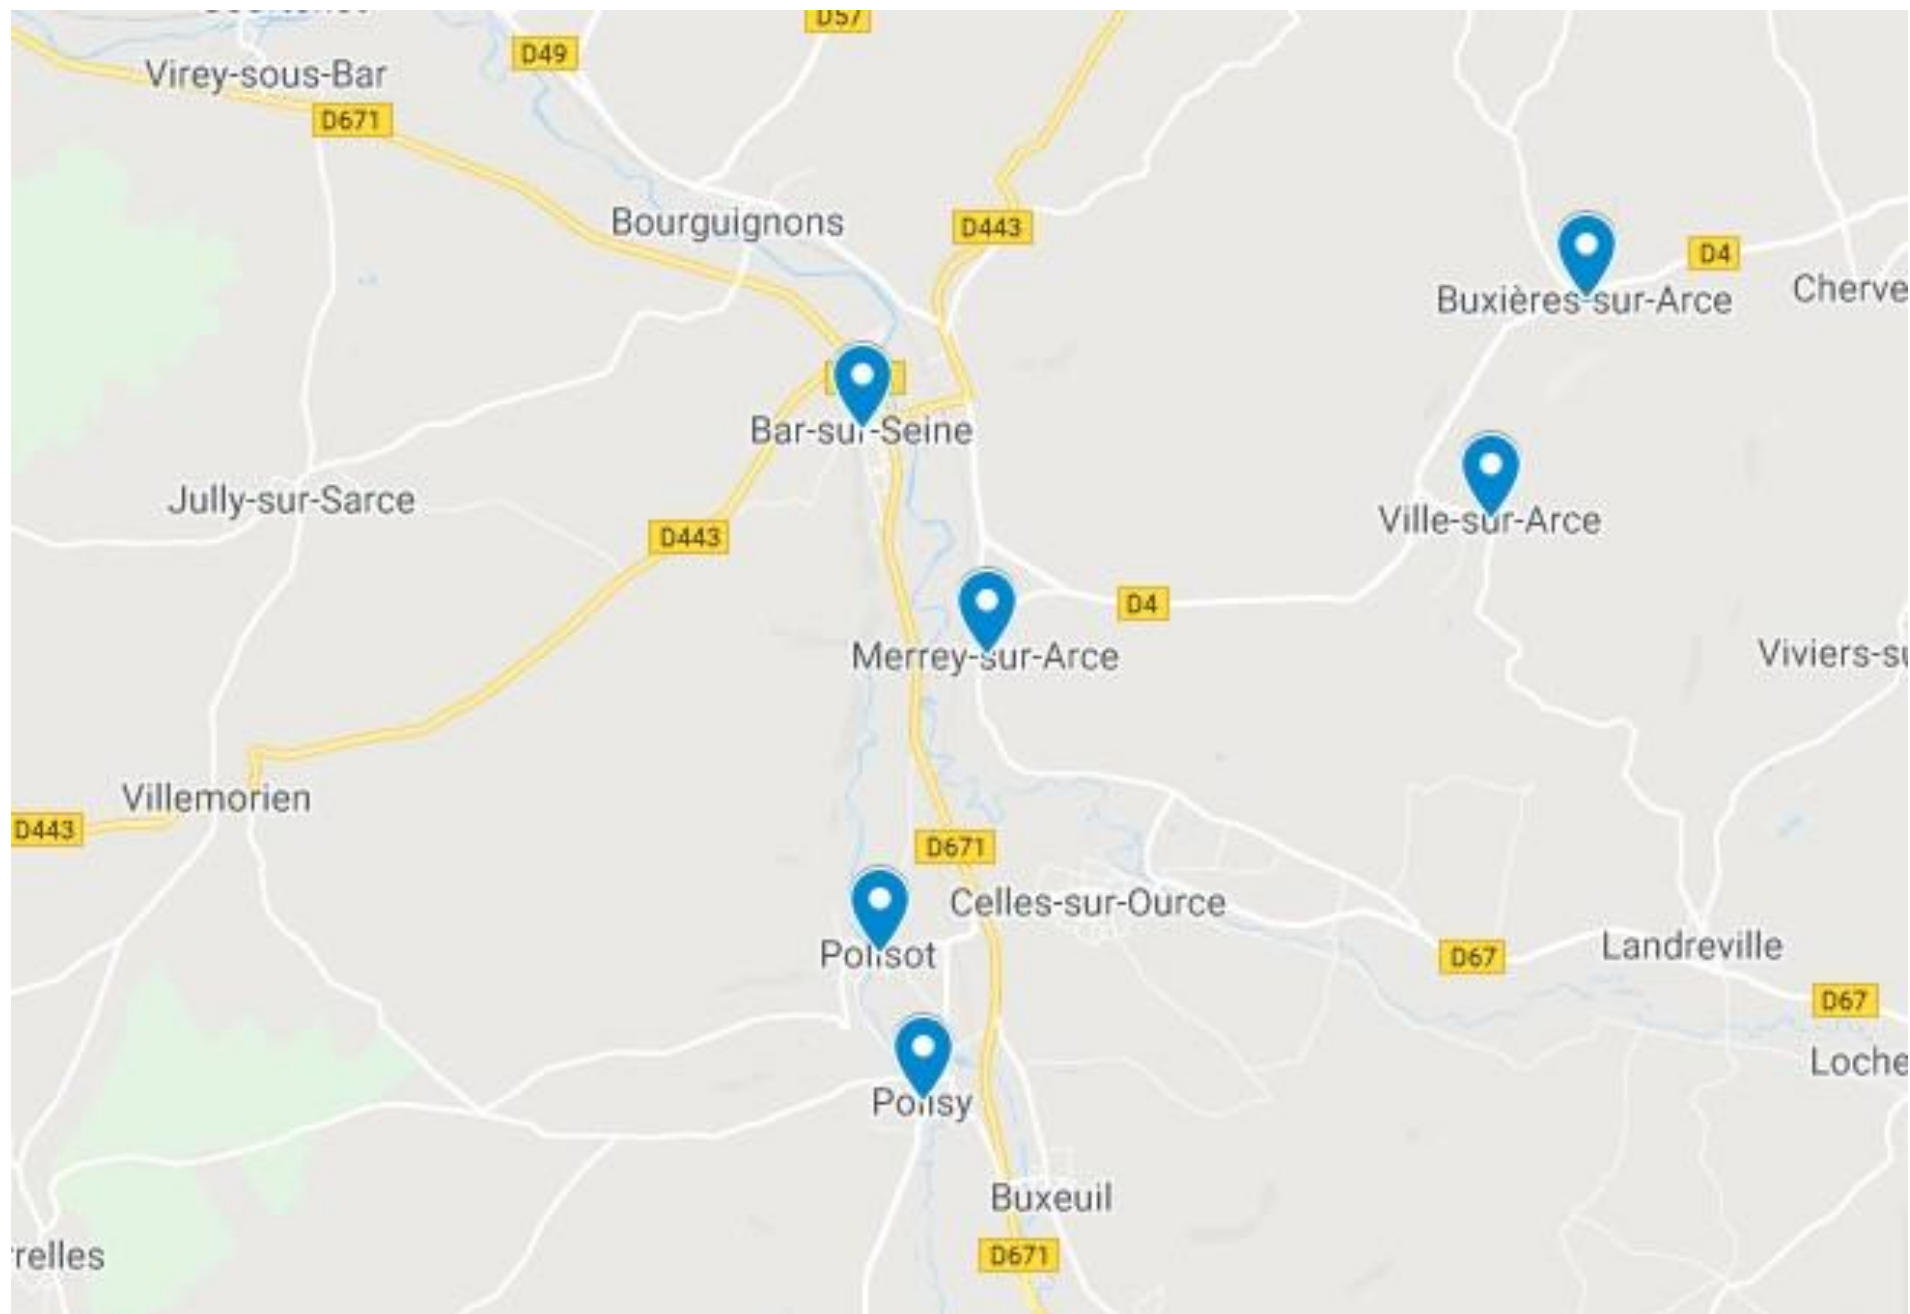 D57
D49
Virey-sous-Bar
D671
Bourguignons
D443
D4
Buxières-sur-Arce
Cherve
Bar-sur-Seine
Jully-sur-Sarce
Ville-sur-Arce
D443
D4
Merrey-sur-Arce
Viviers-su
Villemorien
D443
D671
Celles-sur-Ource
Polisot
D67
Landreville
D67
Loche
Polisy
Buxeuil
D671
relles